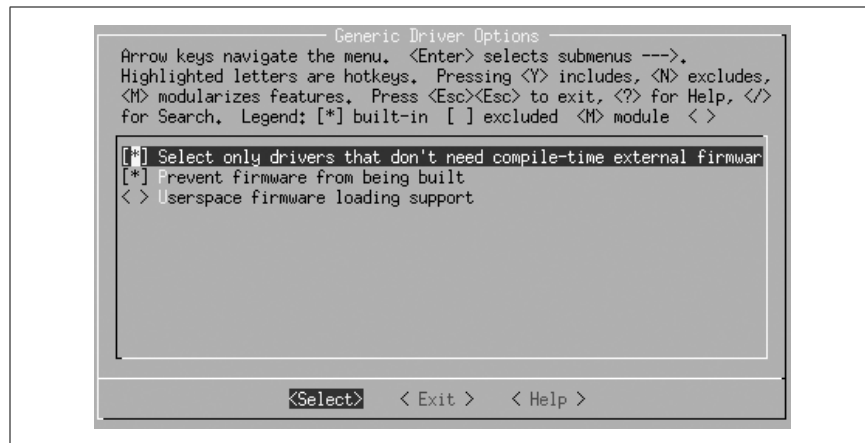 Generic Driver Options
Arrow keys navigate the menu. <Enter> selects submenus --->.
Highlighted letters are hotkeys. Pressing <Y> includes, <N> excludes,
<M> modularizes features. Press <Esc><Esc> to exit, <?> for Help, </>
for Search. Legend: [*] built-in [ ] excluded <M> module < >
[*] Select only drivers that don't need compile-time external firmwar
[*] Prevent firmware from being built
< > Userspace firmware loading support
<Select> < Exit > < Help >